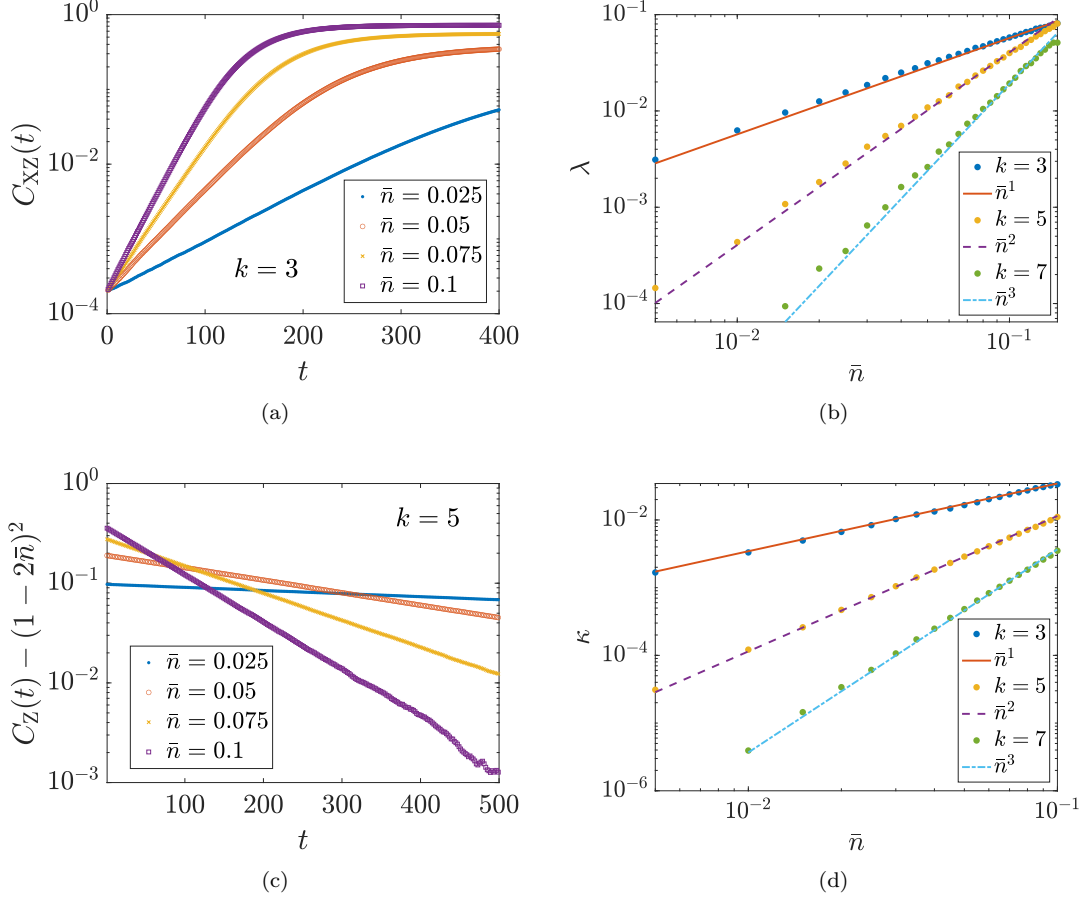 10^0
10^{-2}
10^{-4}
C_{XZ}(t)
0
100
200
300
400
t
k = 3
n̄ = 0.025
n̄ = 0.05
n̄ = 0.075
n̄ = 0.1
(a)
10^{-1}
10^{-2}
10^{-3}
10^{-4}
λ
10^{-2}
10^{-1}
n̄
k = 3
n̄^1
k = 5
n̄^2
k = 7
n̄^3
(b)
10^0
10^{-1}
10^{-2}
10^{-3}
C_Z(t) − (1 − 2n̄)^2
100
200
300
400
500
t
k = 5
n̄ = 0.025
n̄ = 0.05
n̄ = 0.075
n̄ = 0.1
(c)
10^{-2}
10^{-4}
10^{-6}
κ
10^{-2}
10^{-1}
n̄
k = 3
n̄^1
k = 5
n̄^2
k = 7
n̄^3
(d)